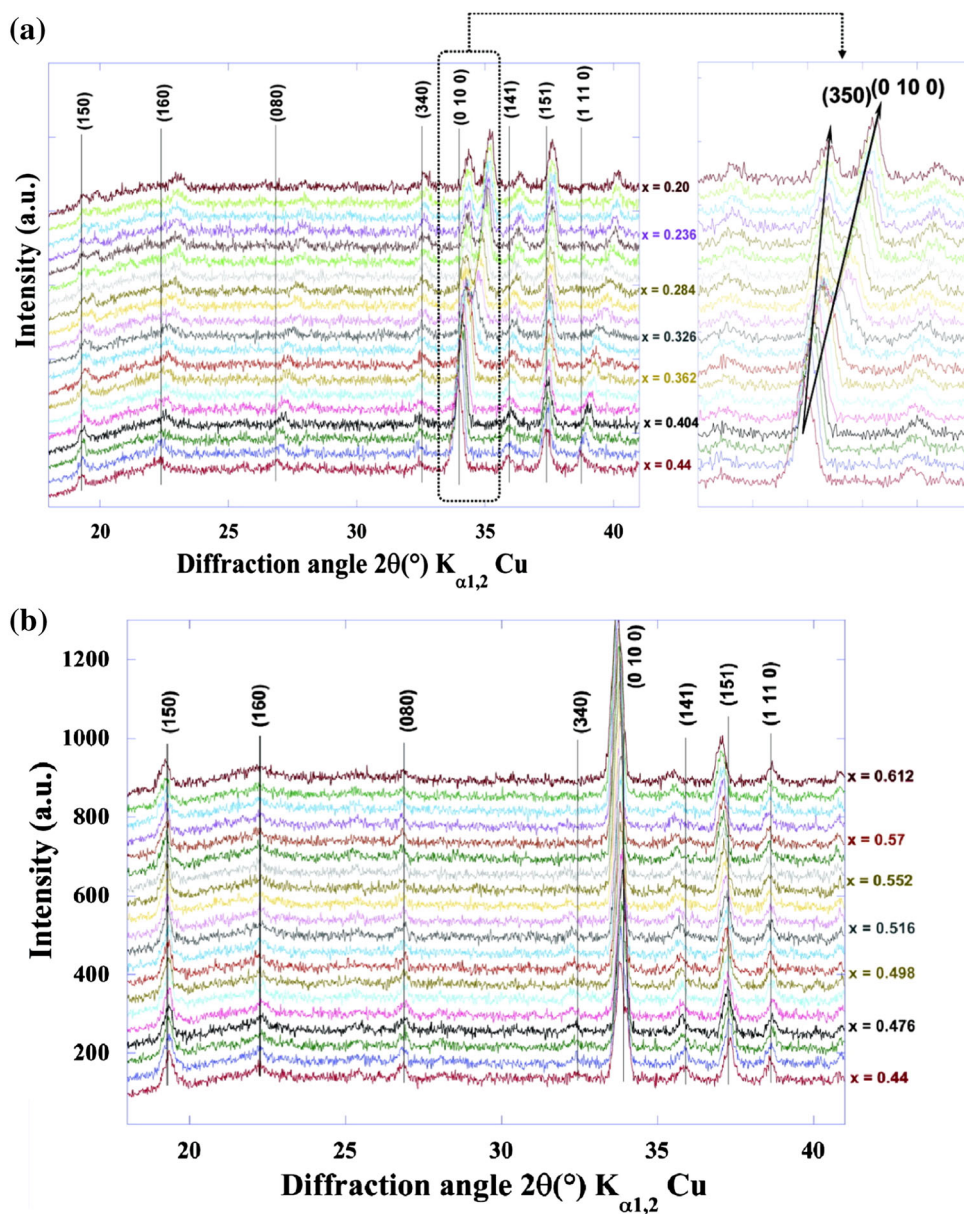 (a)
(150)
(160)
(080)
(340)
(0 10 0)
(141)
(151)
(1 11 0)
(350)
(0 10 0)
Intensity (a.u.)
x = 0.20
x = 0.236
x = 0.284
x = 0.326
x = 0.362
x = 0.404
x = 0.44
20 25 30 35 40
Diffraction angle 2θ(°) Kα1,2 Cu
(b)
1200
1000
800
600
400
200
Intensity (a.u.)
(150)
(160)
(080)
(340)
(0 10 0)
(141)
(151)
(1 11 0)
x = 0.612
x = 0.57
x = 0.552
x = 0.516
x = 0.498
x = 0.476
x = 0.44
20 25 30 35 40
Diffraction angle 2θ(°) Kα1,2 Cu